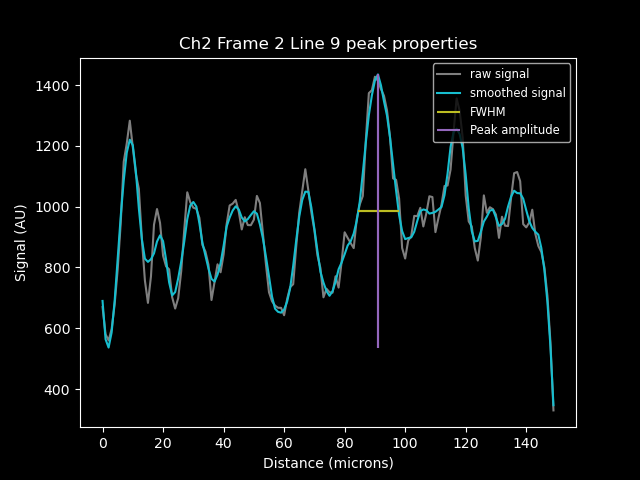 Ch2 Frame 2 Line 9 peak properties
raw signal
smoothed signal
FWHM
Peak amplitude
1400
1200
1000
800
600
400
Signal (AU)
0 20 40 60 80 100 120 140
Distance (microns)